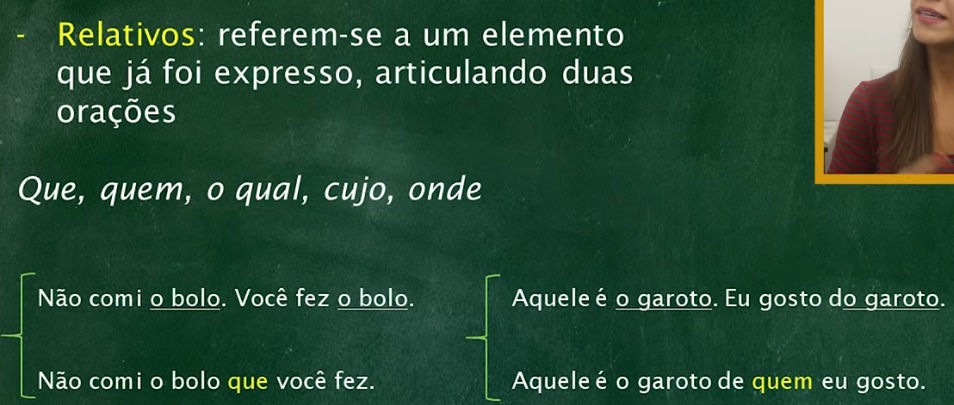 - Relativos: referem-se a um elemento
que já foi expresso, articulando duas
orações
Que, quem, o qual, cujo, onde
Não comi o bolo. Você fez o bolo.
Não comi o bolo que você fez.
Aquele é o garoto. Eu gosto do garoto.
Aquele é o garoto de quem eu gosto.